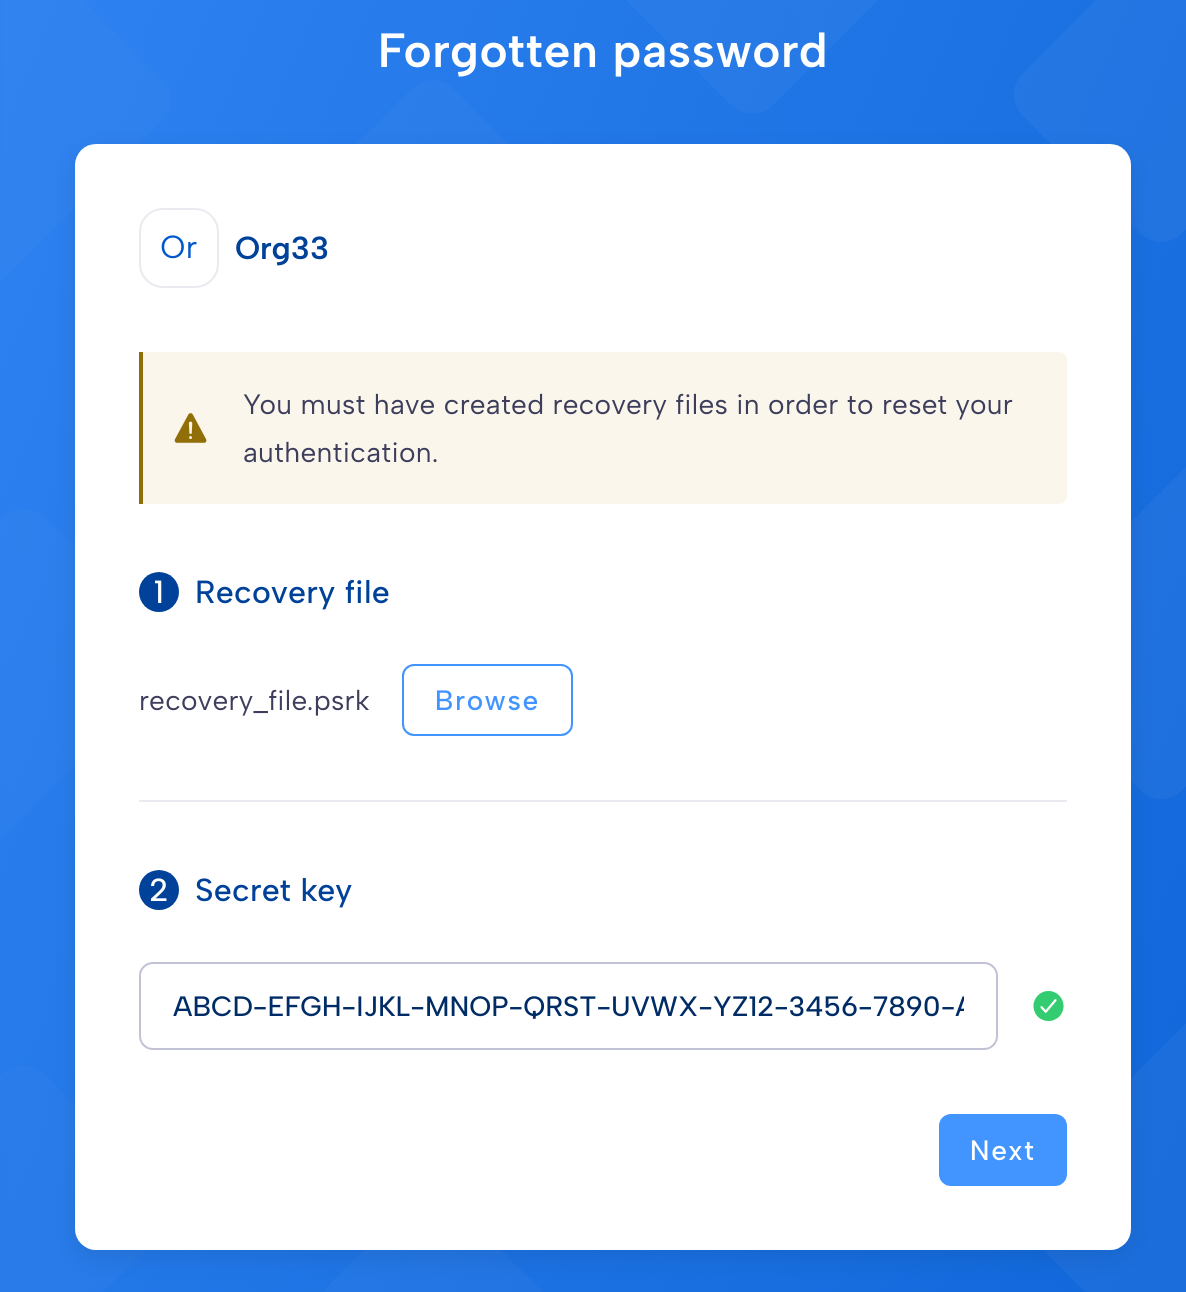 Forgotten password
Or
Org33
You must have created recovery files in order to reset your
authentication.
1 Recovery file
recovery_file.psrk
Browse
2 Secret key
ABCD-EFGH-IJKL-MNOP-QRST-UVWX-YZ12-3456-7890-A
Next